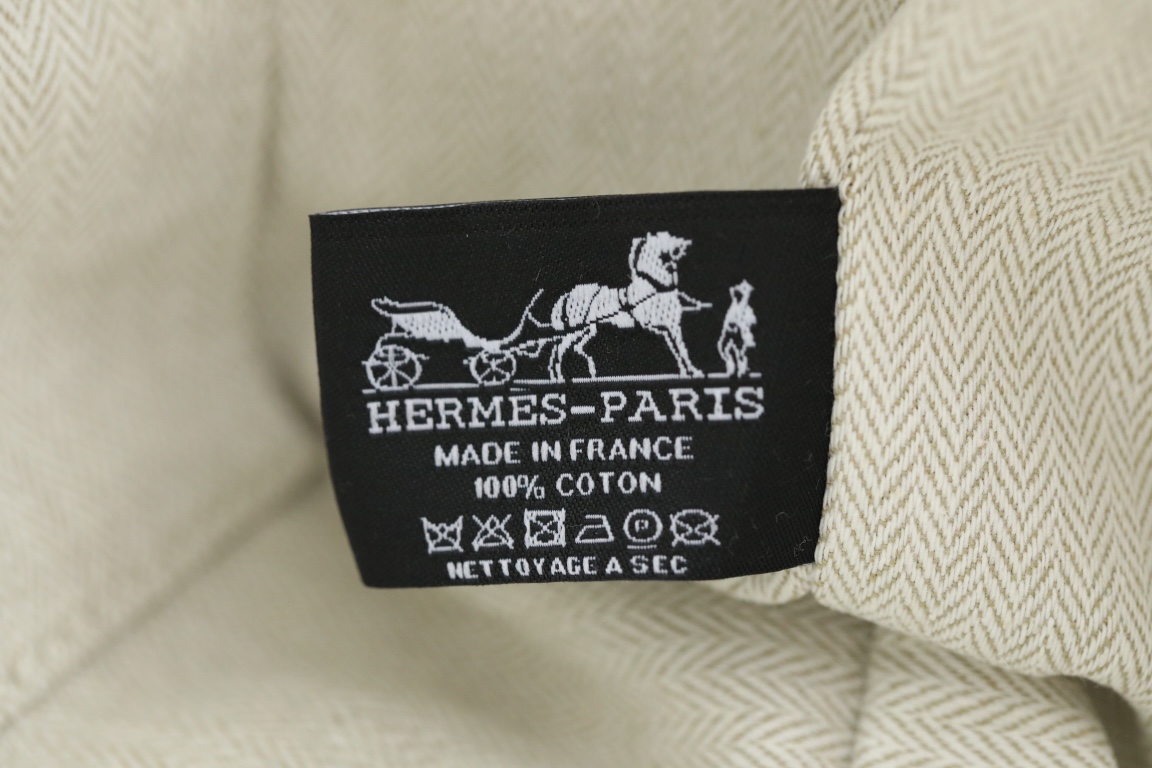 HERMES-PARIS
MADE IN FRANCE
100% COTON
P
NETTOYAGE A SEC